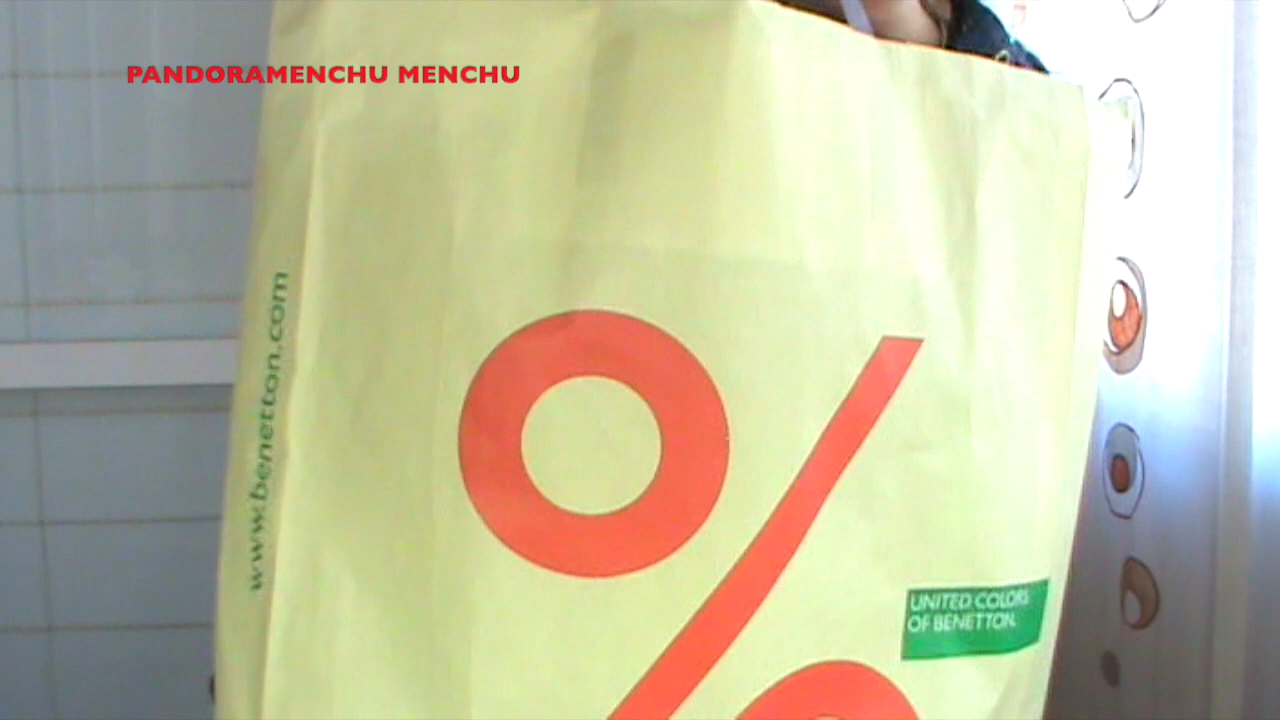 PANDORAMENCHU MENCHU
www.benetton.com
%
UNITED COLORS
OF BENETTON.